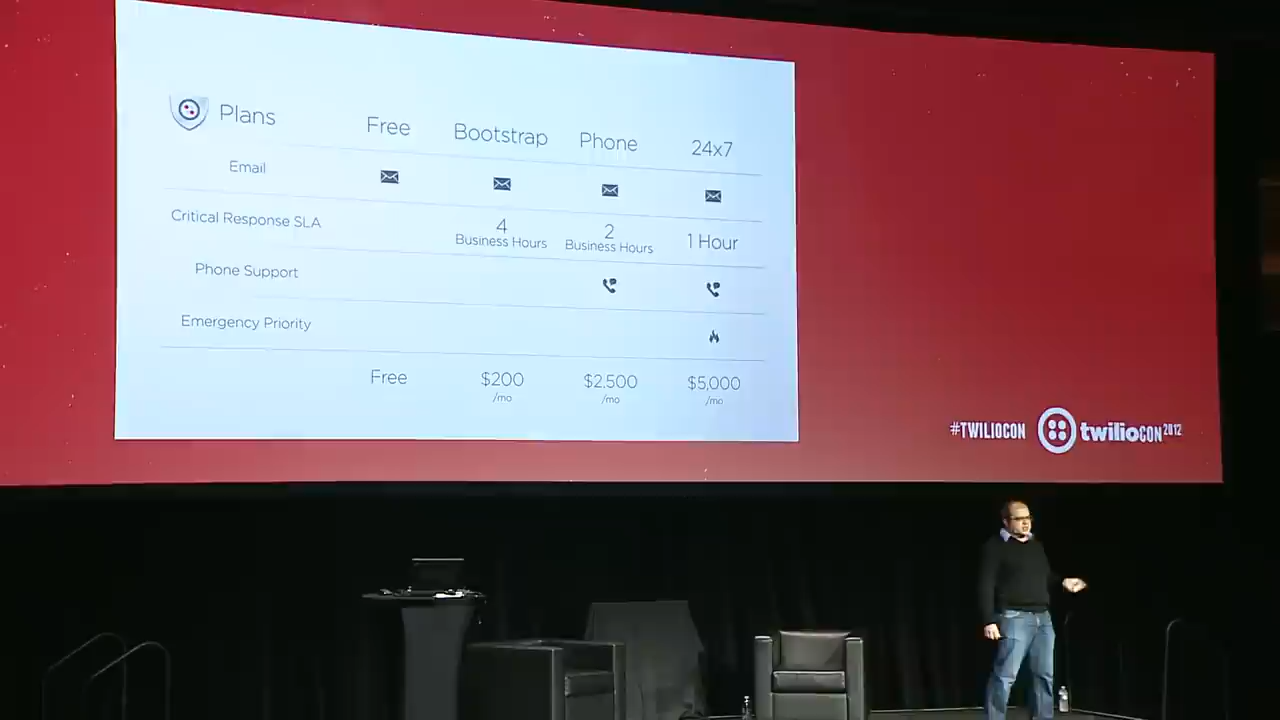 Plans Free Bootstrap Phone 24x7
Email
Critical Response SLA 4 2 1 Hour
Business Hours Business Hours
Phone Support
Emergency Priority
Free $200 $2,500 $5,000
/mo /mo /mo
#TWILIOCON twilioCON 2012